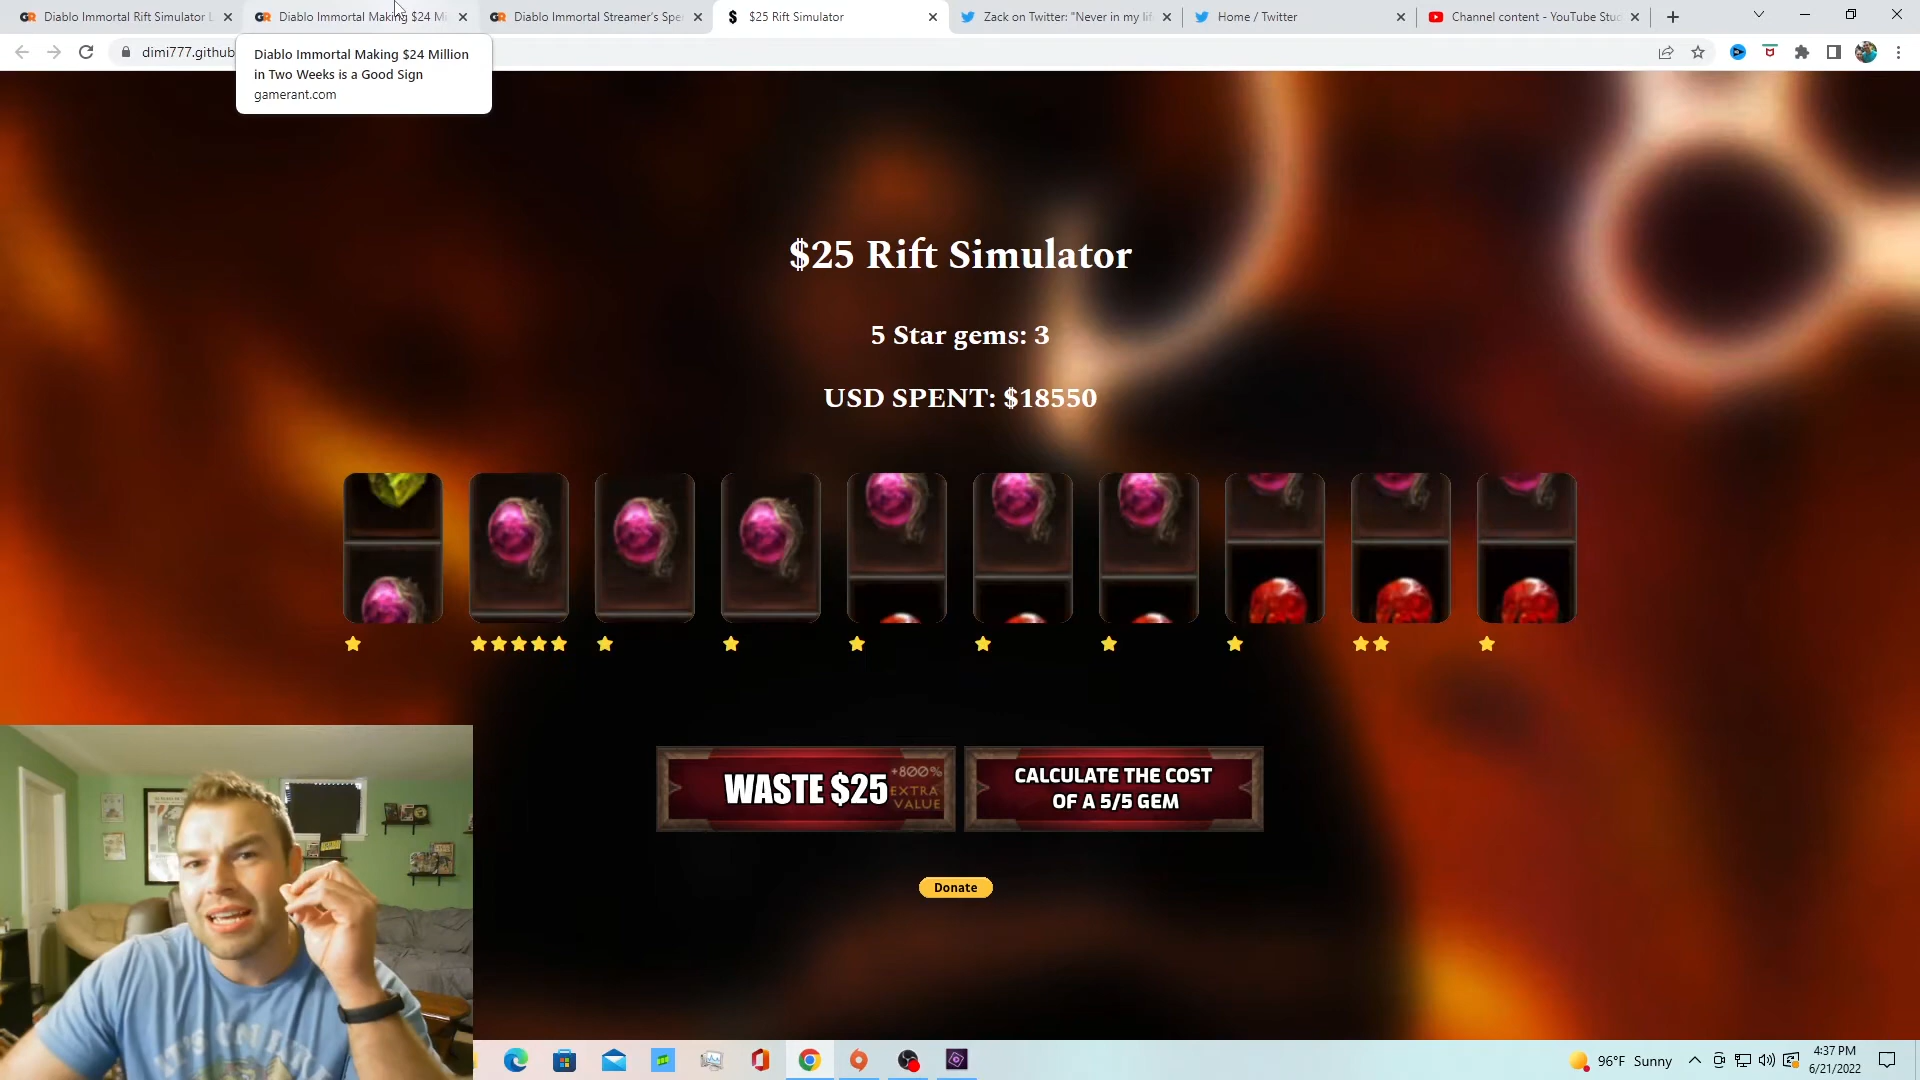 Diablo Immortal Rift Simulator L
Diablo Immortal Making $24 Mi
Diablo Immortal Streamer's Spe
$25 Rift Simulator
Zack on Twitter: "Never in my lif
Home / Twitter
Channel content - YouTube Stud
dimi777.github
Diablo Immortal Making $24 Million
in Two Weeks is a Good Sign
gamerant.com
$25 Rift Simulator
5 Star gems: 3
USD SPENT: $18550
WASTE $25
+800%
EXTRA
VALUE
CALCULATE THE COST
OF A 5/5 GEM
Donate
96°F Sunny
4:37 PM
6/21/2022